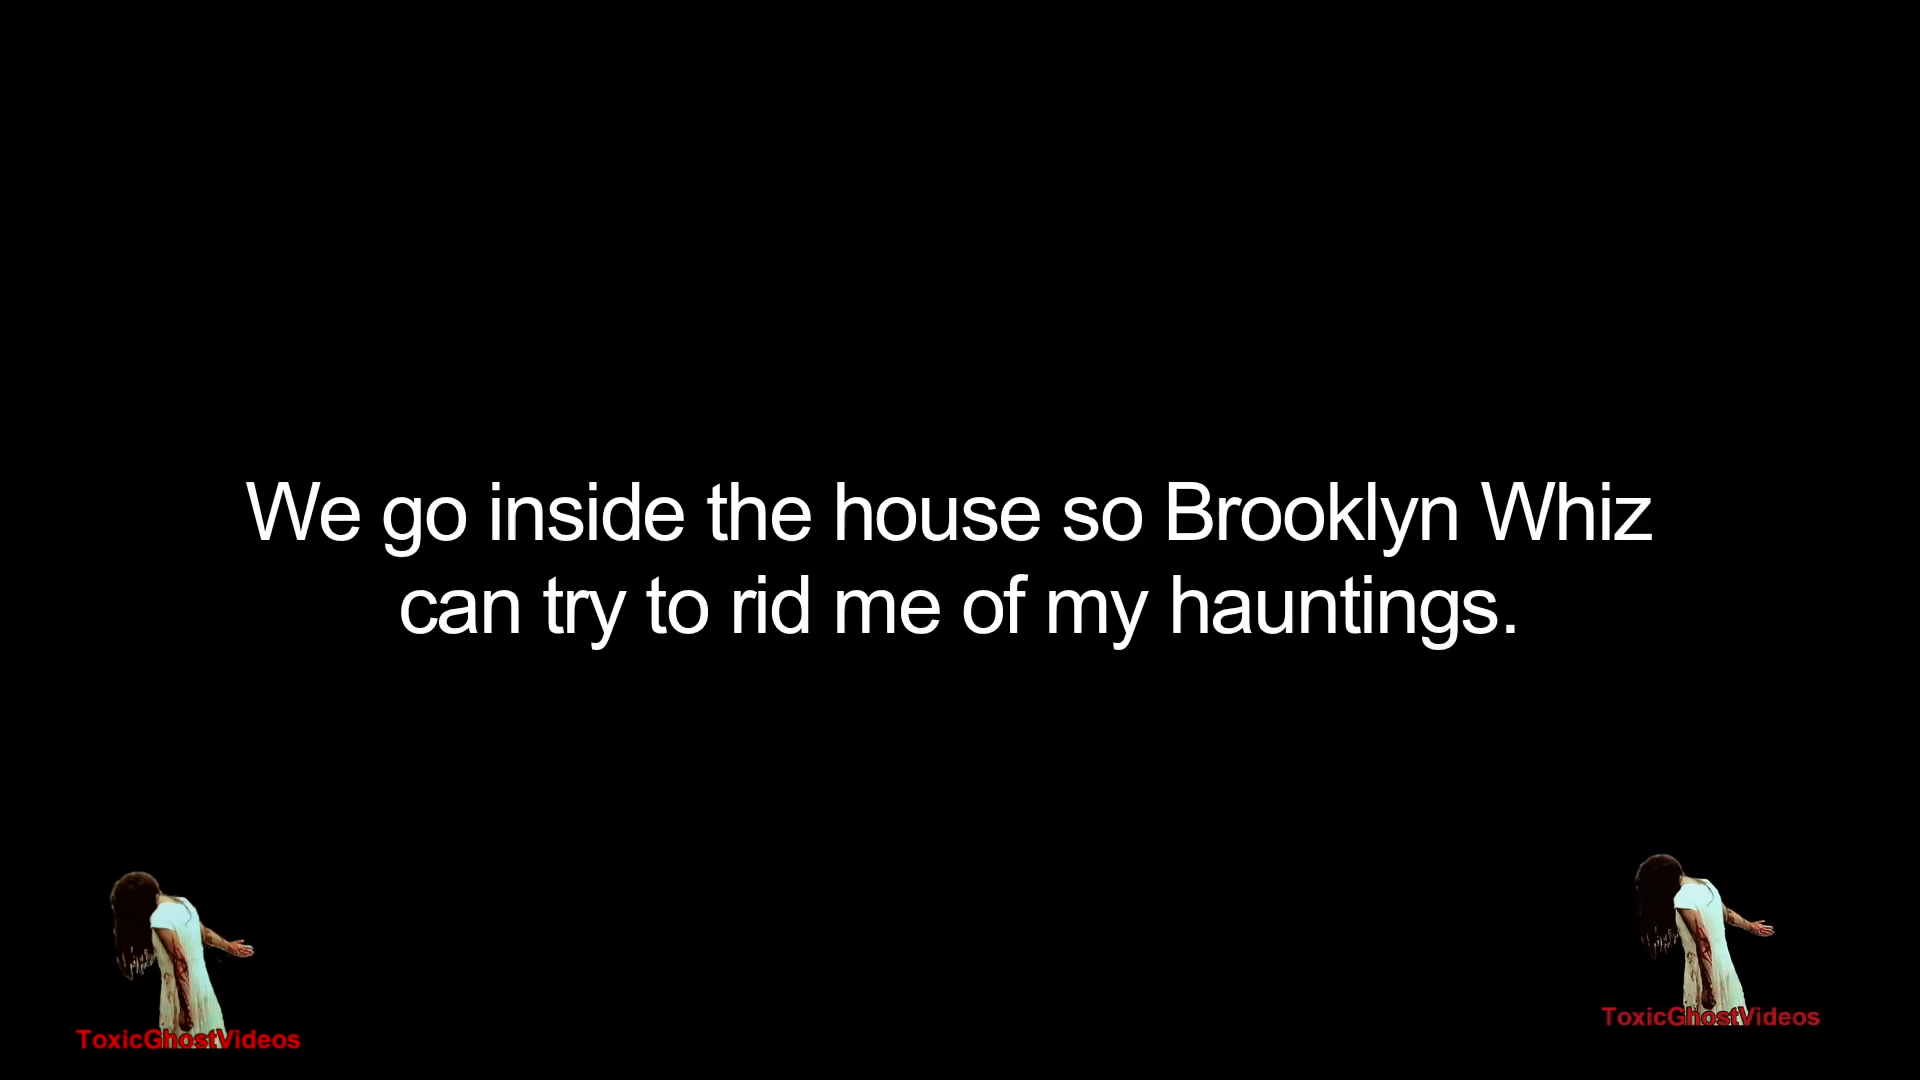 We go inside the house so Brooklyn Whiz
can try to rid me of my hauntings.
ToxicGhostVideos
ToxicGhostVideos